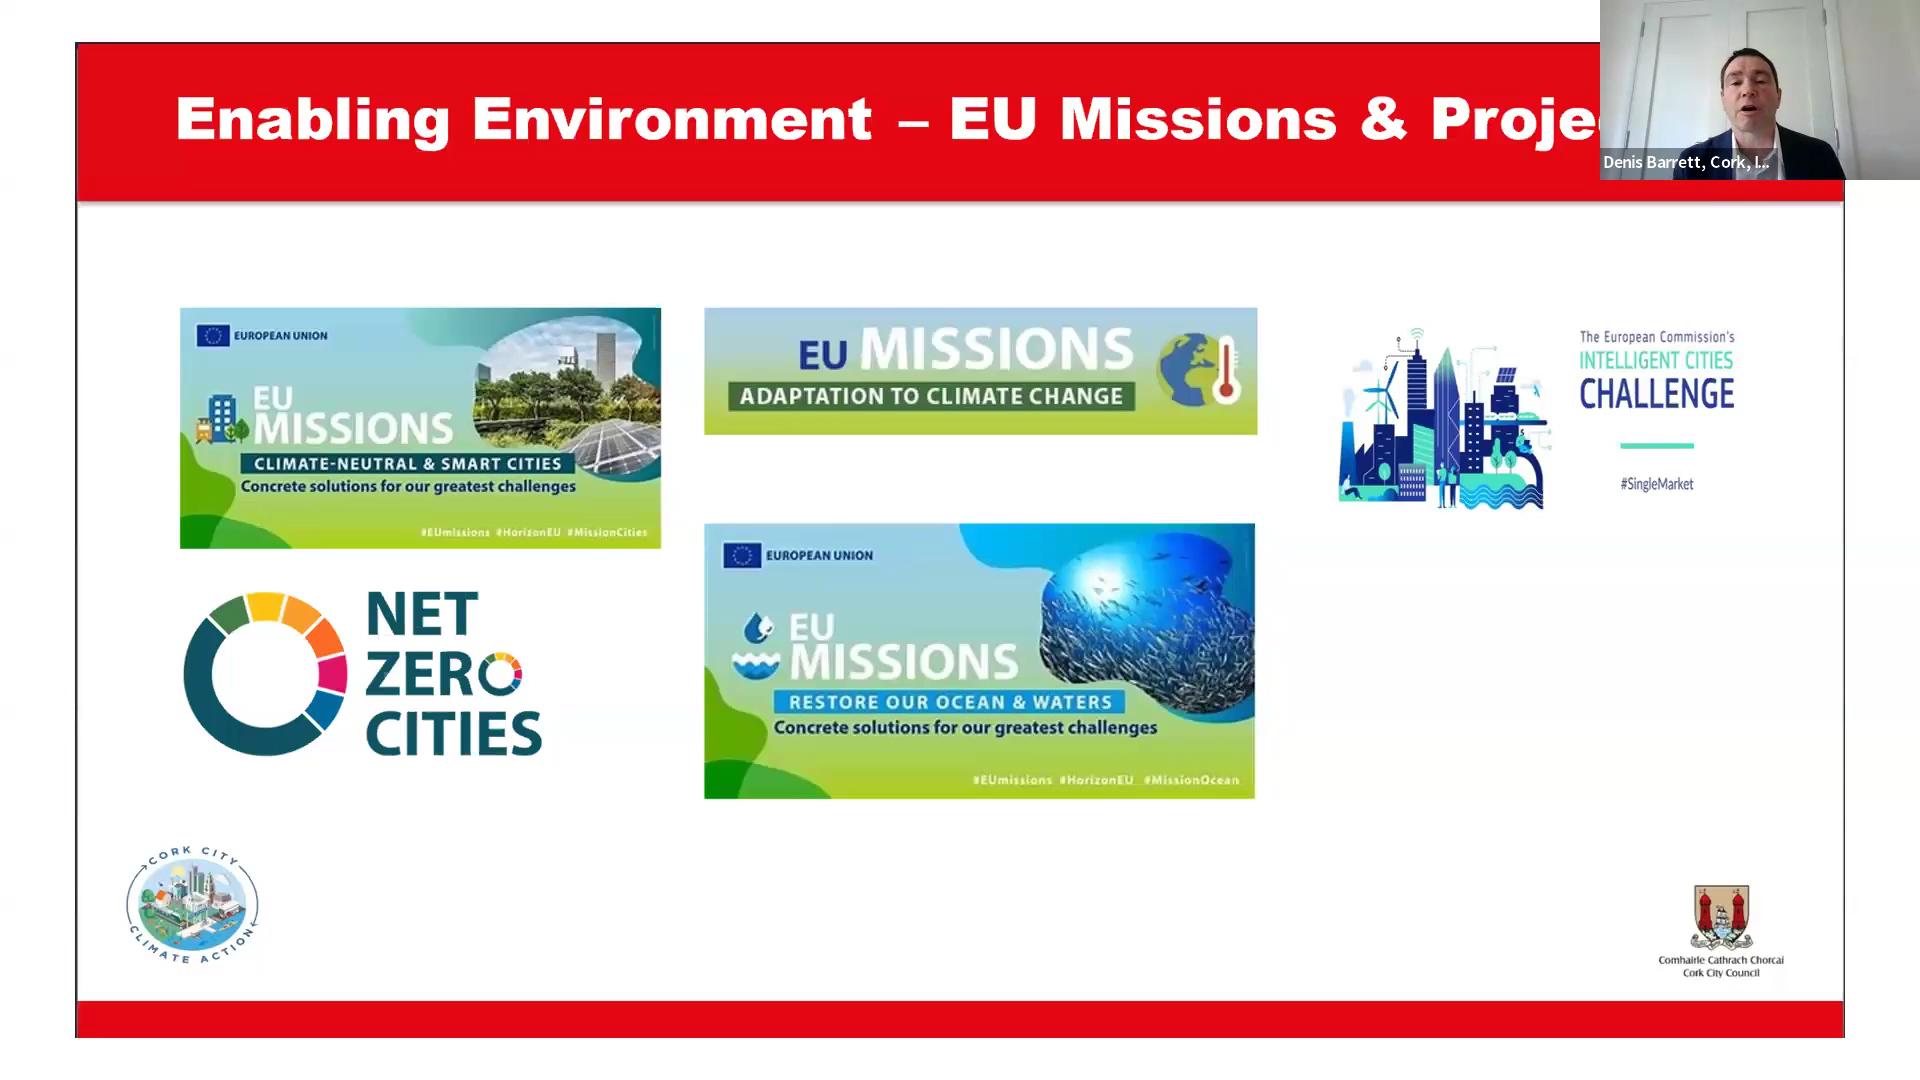 Enabling Environment – EU Missions & Proje
Denis Barrett, Cork, I...
EUROPEAN UNION
EU
MISSIONS
CLIMATE-NEUTRAL & SMART CITIES
Concrete solutions for our greatest challenges
#EUmissions #HorizonEU #MissionCities
NET
ZERO
CITIES
EU MISSIONS
ADAPTATION TO CLIMATE CHANGE
EUROPEAN UNION
EU
MISSIONS
RESTORE OUR OCEAN & WATERS
Concrete solutions for our greatest challenges
#EUmissions #HorizonEU #MissionOcean
The European Commission's
INTELLIGENT CITIES
CHALLENGE
#SingleMarket
CORK CITY
CLIMATE ACTION
Comhairle Cathrach Chorcaí
Cork City Council